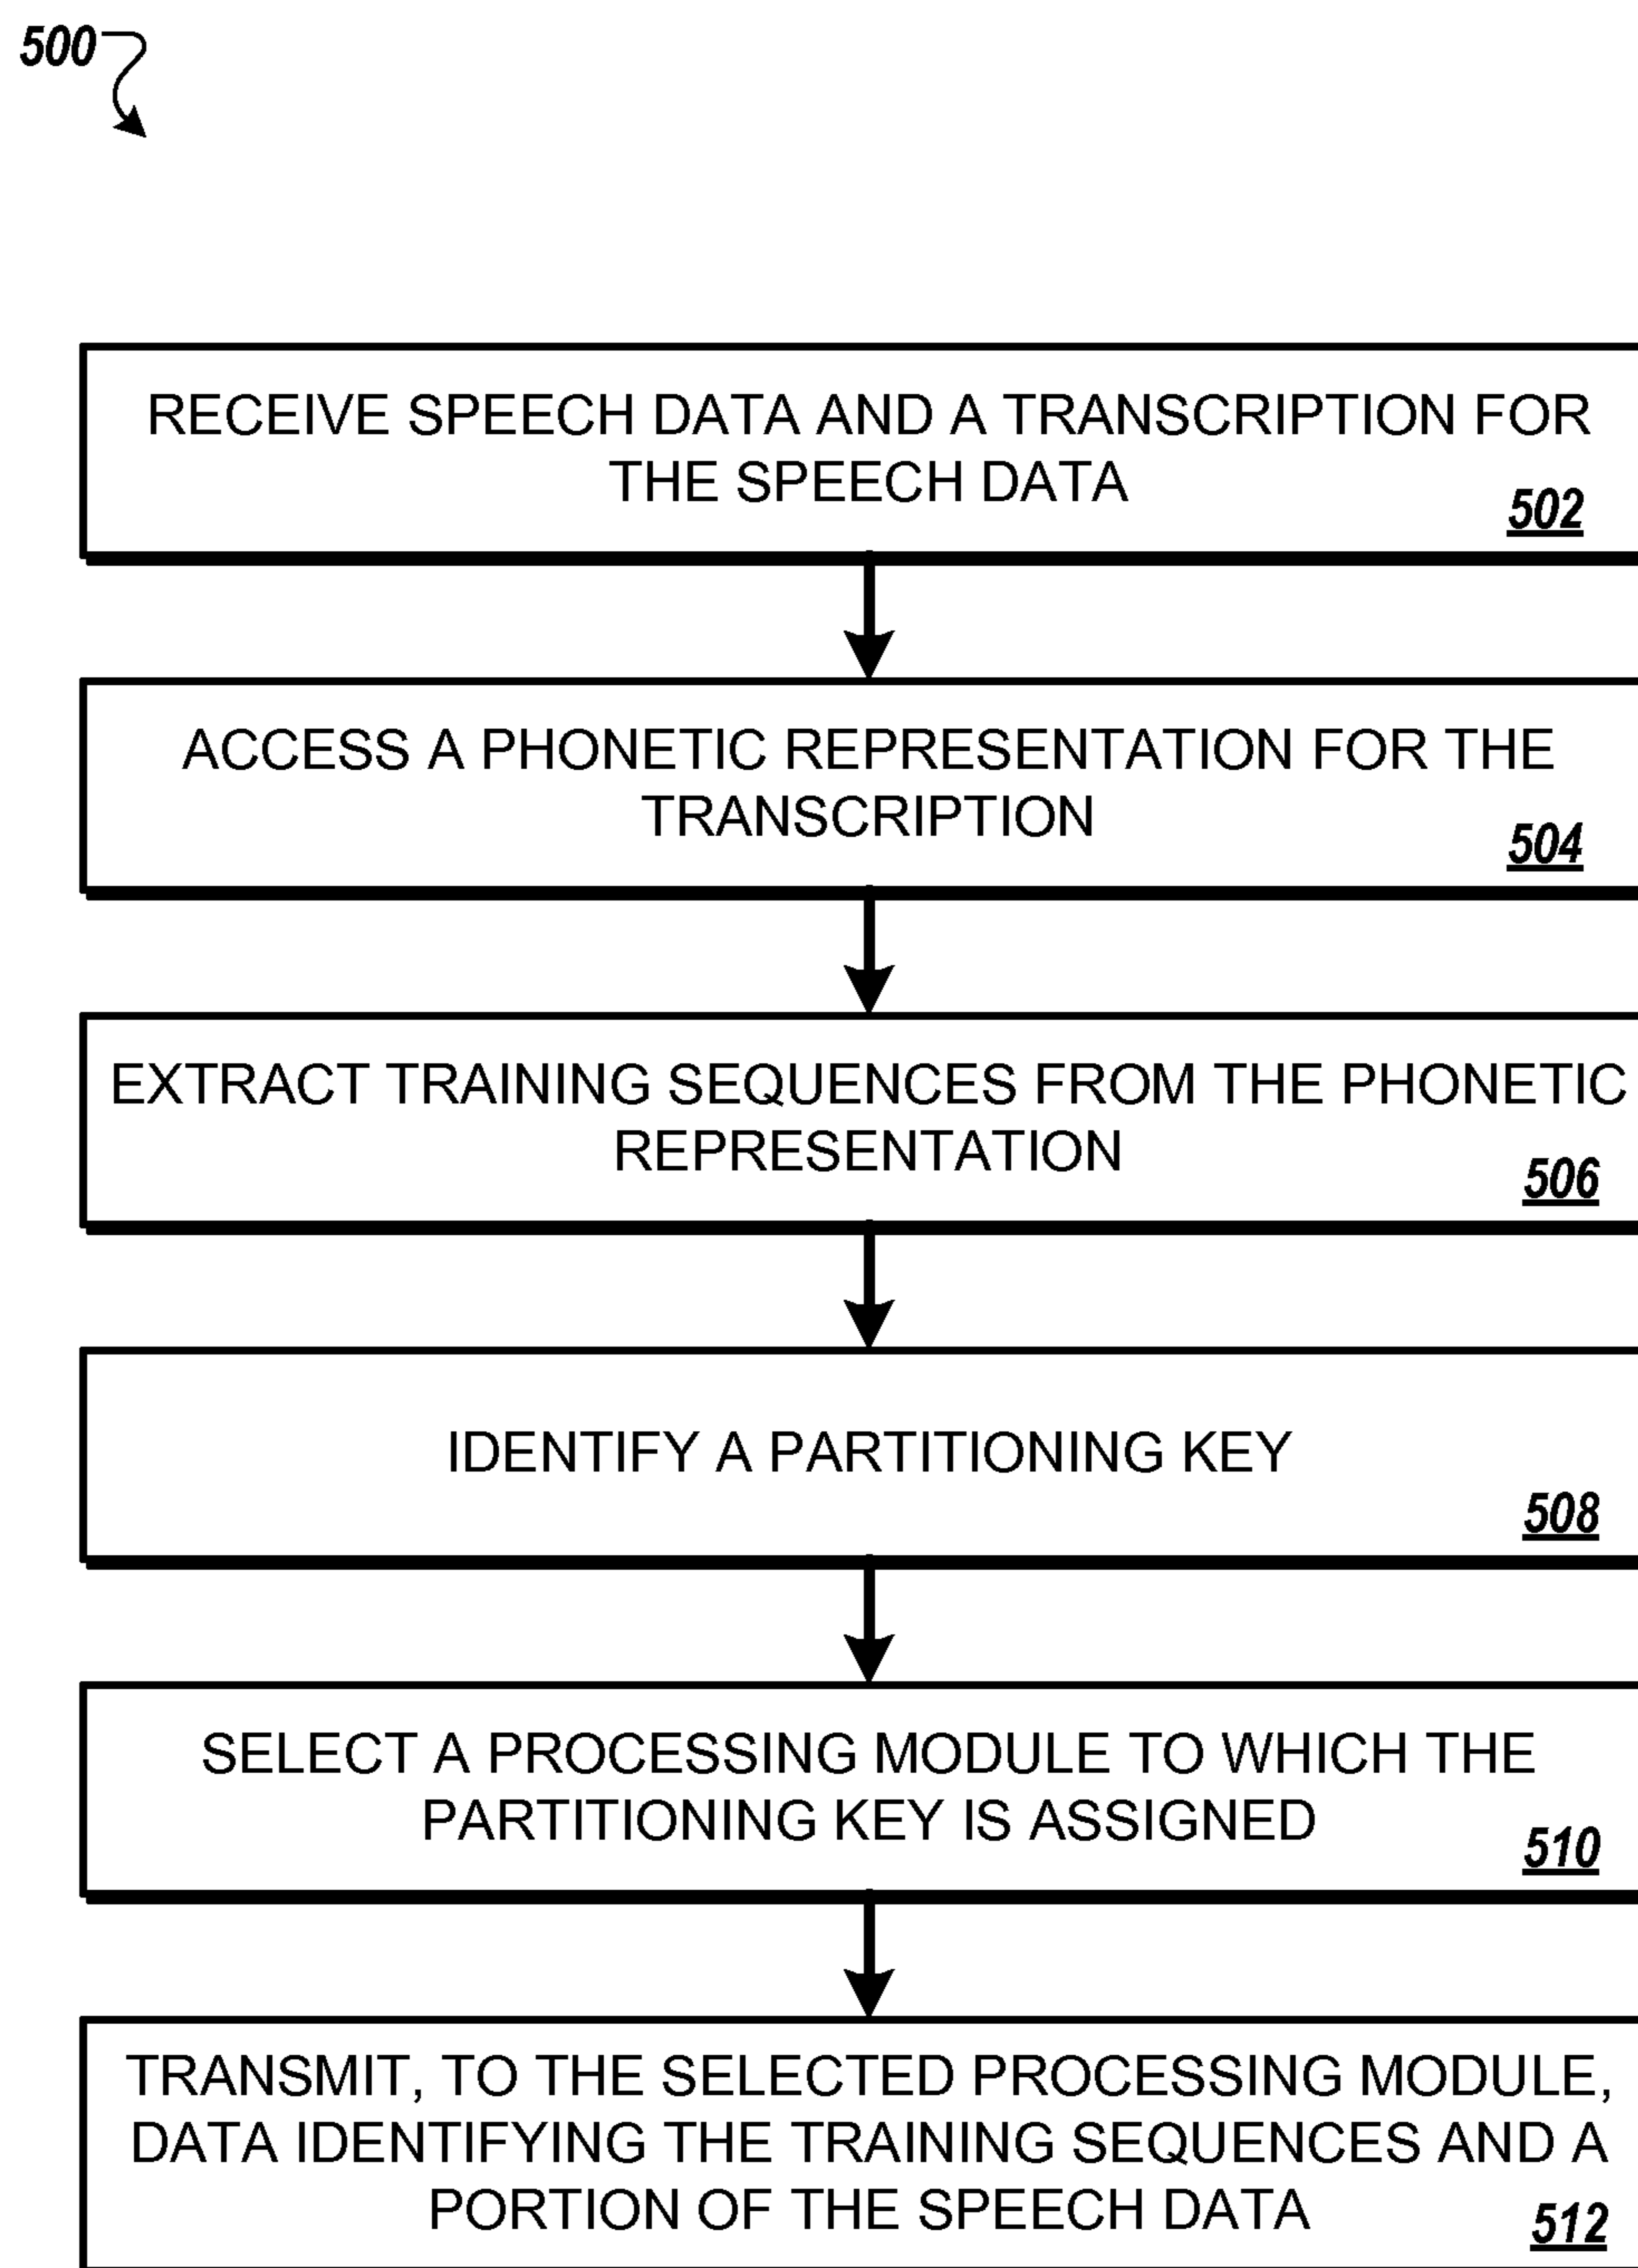 500
RECEIVE SPEECH DATA AND A TRANSCRIPTION FOR
THE SPEECH DATA
502
ACCESS A PHONETIC REPRESENTATION FOR THE
TRANSCRIPTION
504
EXTRACT TRAINING SEQUENCES FROM THE PHONETIC
REPRESENTATION
506
IDENTIFY A PARTITIONING KEY
508
SELECT A PROCESSING MODULE TO WHICH THE
PARTITIONING KEY IS ASSIGNED
510
TRANSMIT, TO THE SELECTED PROCESSING MODULE,
DATA IDENTIFYING THE TRAINING SEQUENCES AND A
PORTION OF THE SPEECH DATA
512